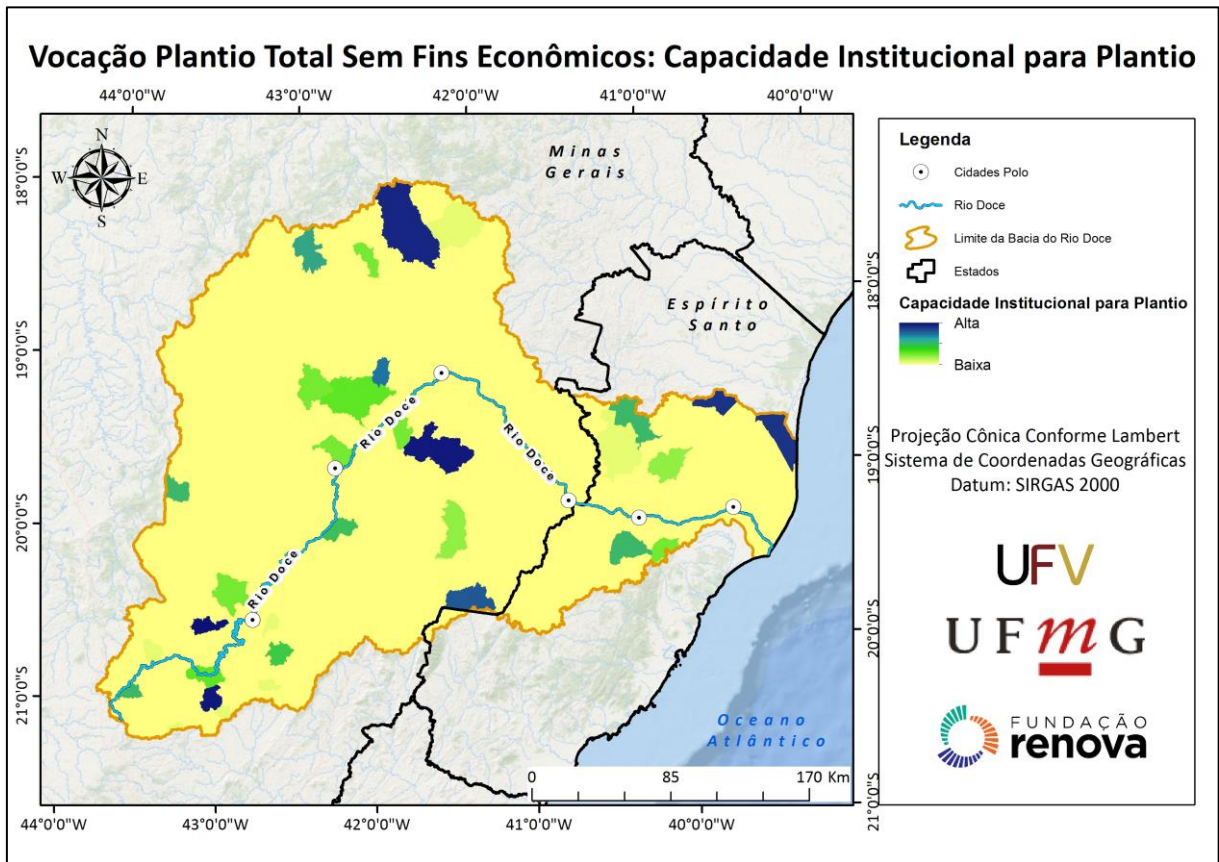 Vocação Plantio Total Sem Fins Econômicos: Capacidade Institucional para Plantio
44°0'0"W 43°0'0"W 42°0'0"W 41°0'0"W 40°0'0"W
N
W E
S
18°0'0"S
19°0'0"S
20°0'0"S
21°0'0"S
Minas
Gerais
Espírito
Santo
Rio Doce
Rio Doce
Rio Doce
Oceano
Atlântico
0 85 170 Km
18°0'0"S
19°0'0"S
20°0'0"S
21°0'0"S
44°0'0"W 43°0'0"W 42°0'0"W 41°0'0"W 40°0'0"W
Legenda
Cidades Polo
Rio Doce
Limite da Bacia do Rio Doce
Estados
Capacidade Institucional para Plantio
Alta
Baixa
Projeção Cônica Conforme Lambert
Sistema de Coordenadas Geográficas
Datum: SIRGAS 2000
UFV
UFmG
FUNDAÇÃO
renova